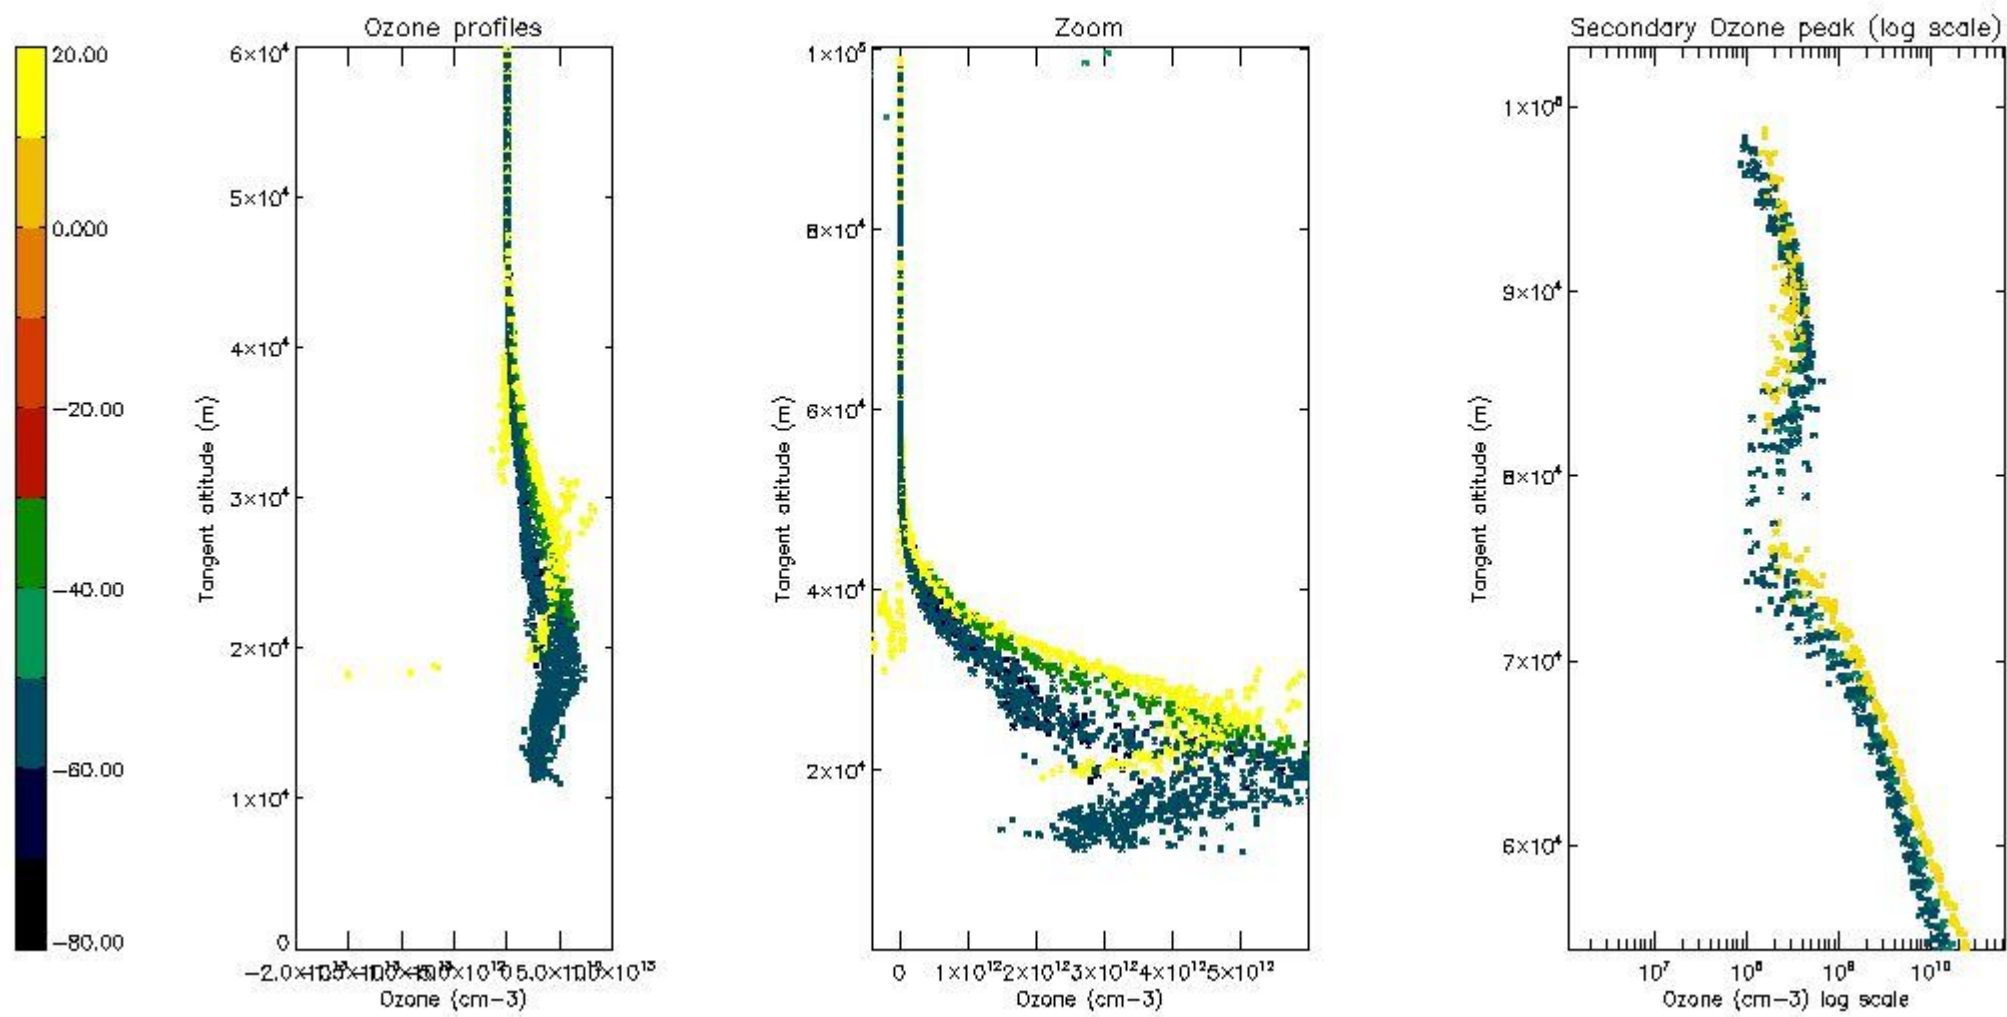 Ozone profiles
Zoom
Secondary Ozone peak (log scale)
20.00
0.000
−20.00
−40.00
−60.00
−80.00
6×10⁴
5×10⁴
4×10⁴
3×10⁴
2×10⁴
1×10⁴
0
Tangent altitude (m)
5.0×10¹²
Ozone (cm−3)
1×10⁵
8×10⁴
6×10⁴
4×10⁴
2×10⁴
Tangent altitude (m)
0 1×10¹² 2×10¹² 3×10¹² 4×10¹² 5×10¹²
Ozone (cm−3)
9×10⁴
8×10⁴
7×10⁴
6×10⁴
Tangent altitude (m)
10⁷ 10⁸ 10⁹ 10¹⁰
Ozone (cm−3) log scale